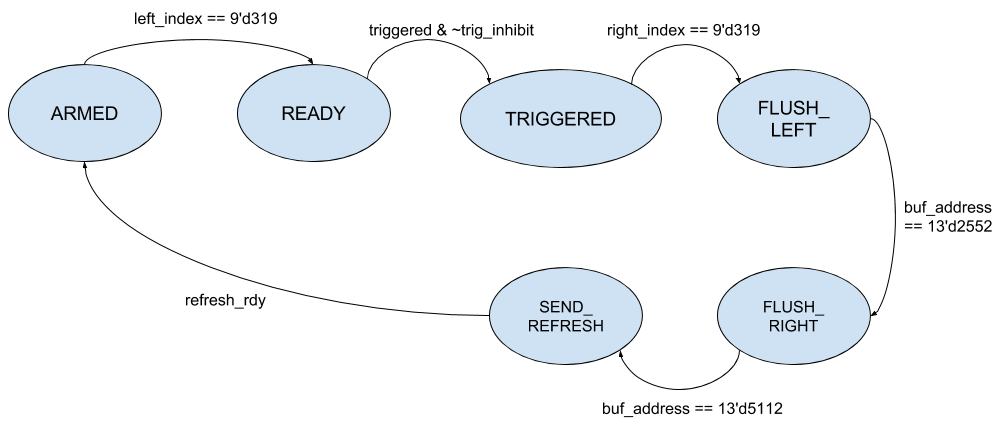 left_index == 9'd319
triggered & ~trig_inhibit
right_index == 9'd319
ARMED
READY
TRIGGERED
FLUSH_
LEFT
buf_address
== 13'd2552
refresh_rdy
SEND_
REFRESH
FLUSH_
RIGHT
buf_address == 13'd5112